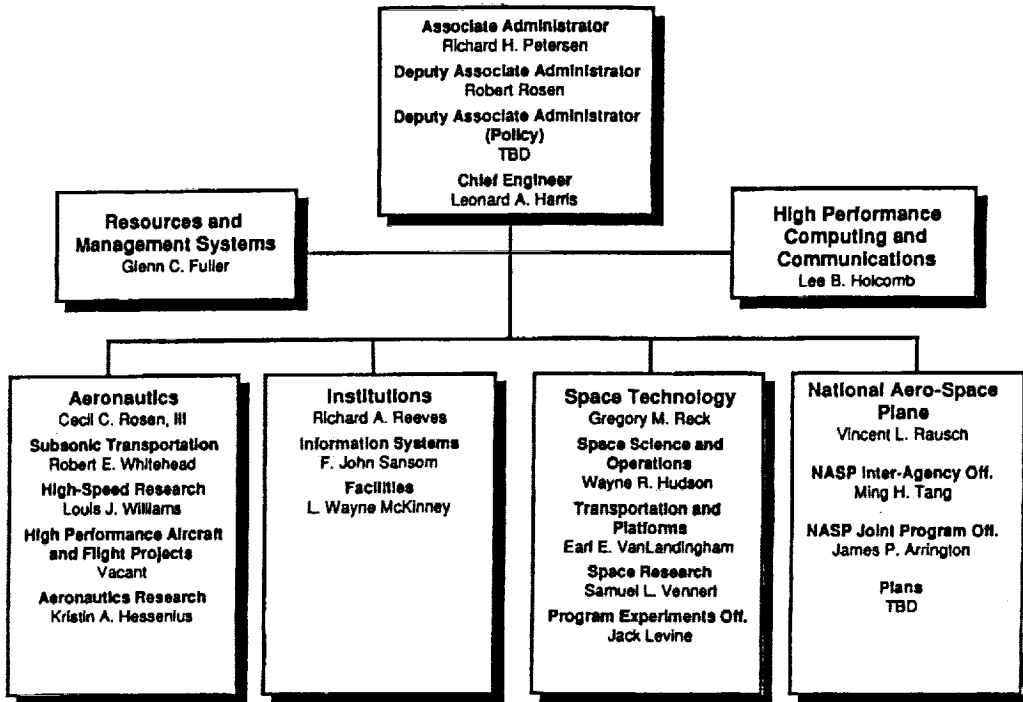 Associate Administrator
Richard H. Petersen
Deputy Associate Administrator
Robert Rosen
Deputy Associate Administrator
(Policy)
TBD
Chief Engineer
Leonard A. Harris
Resources and
Management Systems
Glenn C. Fuller
High Performance
Computing and
Communications
Lee B. Holcomb
Aeronautics
Cecil C. Rosen, III
Subsonic Transportation
Robert E. Whitehead
High-Speed Research
Louis J. Williams
High Performance Aircraft
and Flight Projects
Vacant
Aeronautics Research
Kristin A. Hessenius
Institutions
Richard A. Reeves
Information Systems
F. John Sansom
Facilities
L. Wayne McKinney
Space Technology
Gregory M. Reck
Space Science and
Operations
Wayne R. Hudson
Transportation and
Platforms
Earl E. VanLandingham
Space Research
Samuel L. Venneri
Program Experiments Off.
Jack Levine
National Aero-Space
Plane
Vincent L. Rausch
NASP Inter-Agency Off.
Ming H. Tang
NASP Joint Program Off.
James P. Arrington
Plans
TBD